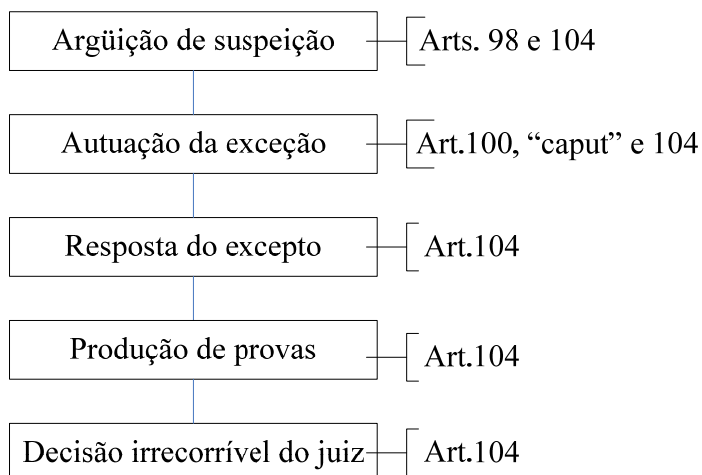 Argüição de suspeição Arts. 98 e 104
Autuação da exceção Art.100, “caput” e 104
Resposta do excepto Art.104
Produção de provas Art.104
Decisão irrecorrível do juiz Art.104